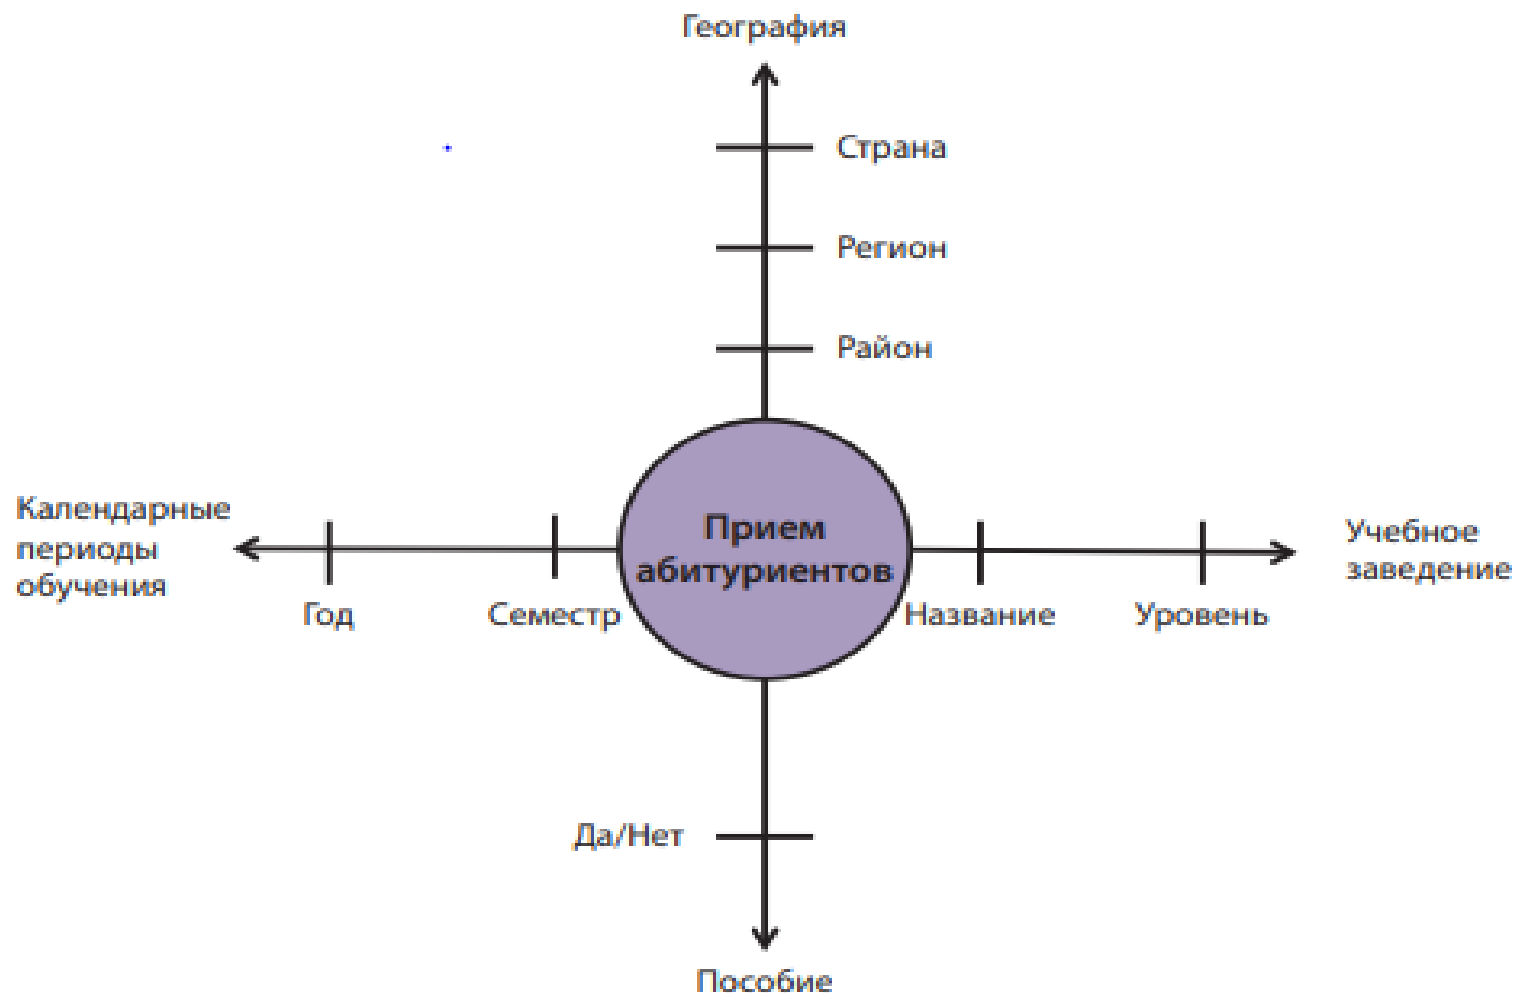 География
Страна
Регион
Район
Календарные
периоды
обучения
Год
Семестр
Прием
абитуриентов
Название
Уровень
Учебное
заведение
Да/Нет
Пособие